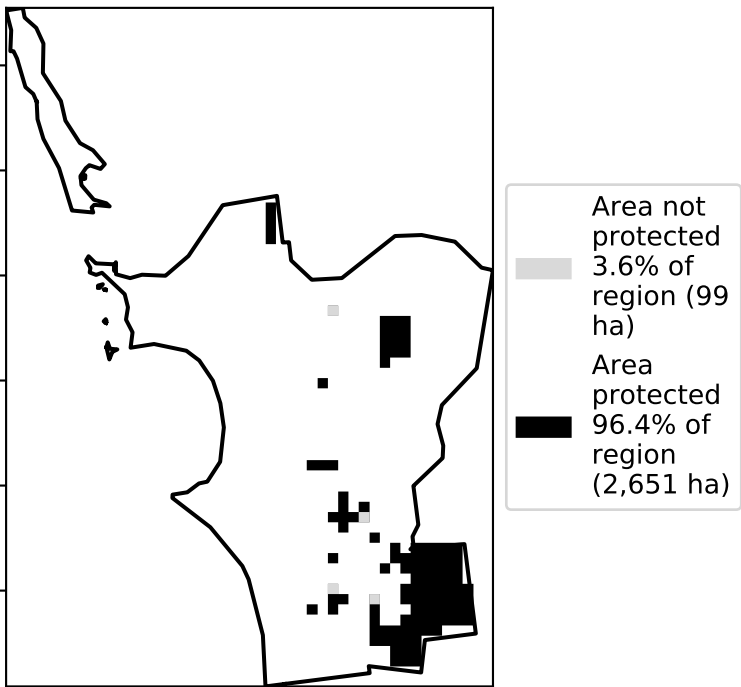 Area not
protected
3.6% of
region (99
ha)
Area
protected
96.4% of
region
(2,651 ha)